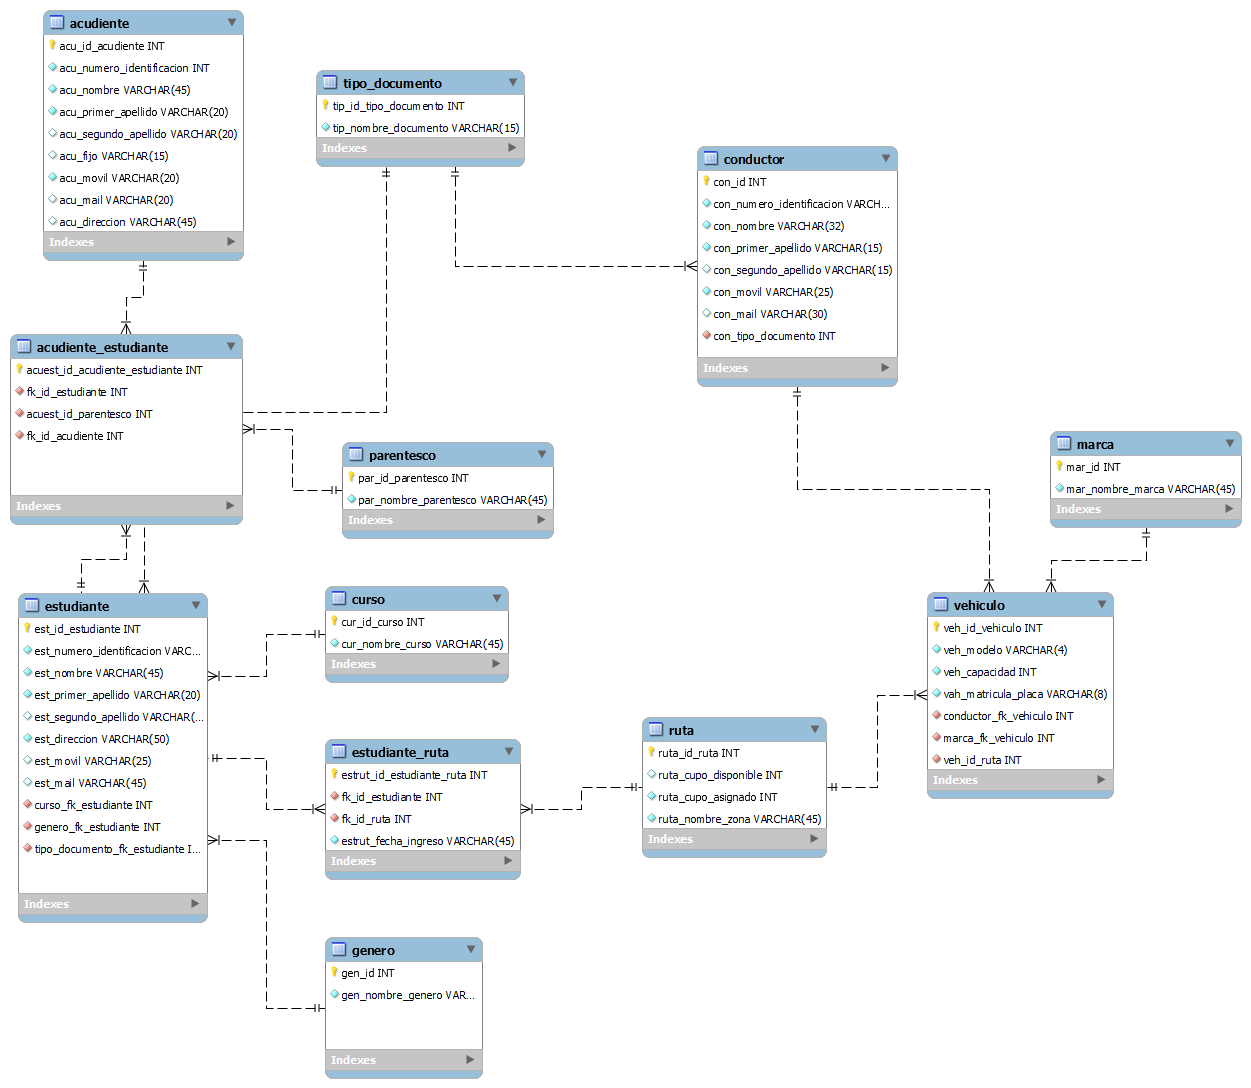 acudiente
acu_id_acudiente INT
acu_numero_identificacion INT
acu_nombre VARCHAR(45)
acu_primer_apellido VARCHAR(20)
acu_segundo_apellido VARCHAR(20)
acu_fijo VARCHAR(15)
acu_movil VARCHAR(20)
acu_mail VARCHAR(20)
acu_direccion VARCHAR(45)
Indexes
tipo_documento
tip_id_tipo_documento INT
tip_nombre_documento VARCHAR(15)
Indexes
conductor
con_id INT
con_numero_identificacion VARCH...
con_nombre VARCHAR(32)
con_primer_apellido VARCHAR(15)
con_segundo_apellido VARCHAR(15)
con_movil VARCHAR(25)
con_mail VARCHAR(30)
con_tipo_documento INT
Indexes
acudiente_estudiante
acuest_id_acudiente_estudiante INT
fk_id_estudiante INT
acuest_id_parentesco INT
fk_id_acudiente INT
Indexes
parentesco
par_id_parentesco INT
par_nombre_parentesco VARCHAR(45)
Indexes
marca
mar_id INT
mar_nombre_marca VARCHAR(45)
Indexes
estudiante
est_id_estudiante INT
est_numero_identificacion VARC...
est_nombre VARCHAR(45)
est_primer_apellido VARCHAR(20)
est_segundo_apellido VARCHAR(...
est_direccion VARCHAR(50)
est_movil VARCHAR(25)
est_mail VARCHAR(45)
curso_fk_estudiante INT
genero_fk_estudiante INT
tipo_documento_fk_estudiante I...
Indexes
curso
cur_id_curso INT
cur_nombre_curso VARCHAR(45)
Indexes
vehiculo
veh_id_vehiculo INT
veh_modelo VARCHAR(4)
veh_capacidad INT
vah_matricula_placa VARCHAR(8)
conductor_fk_vehiculo INT
marca_fk_vehiculo INT
veh_id_ruta INT
Indexes
estudiante_ruta
estrut_id_estudiante_ruta INT
fk_id_estudiante INT
fk_id_ruta INT
estrut_fecha_ingreso VARCHAR(45)
Indexes
ruta
ruta_id_ruta INT
ruta_cupo_disponible INT
ruta_cupo_asignado INT
ruta_nombre_zona VARCHAR(45)
Indexes
genero
gen_id INT
gen_nombre_genero VAR...
Indexes